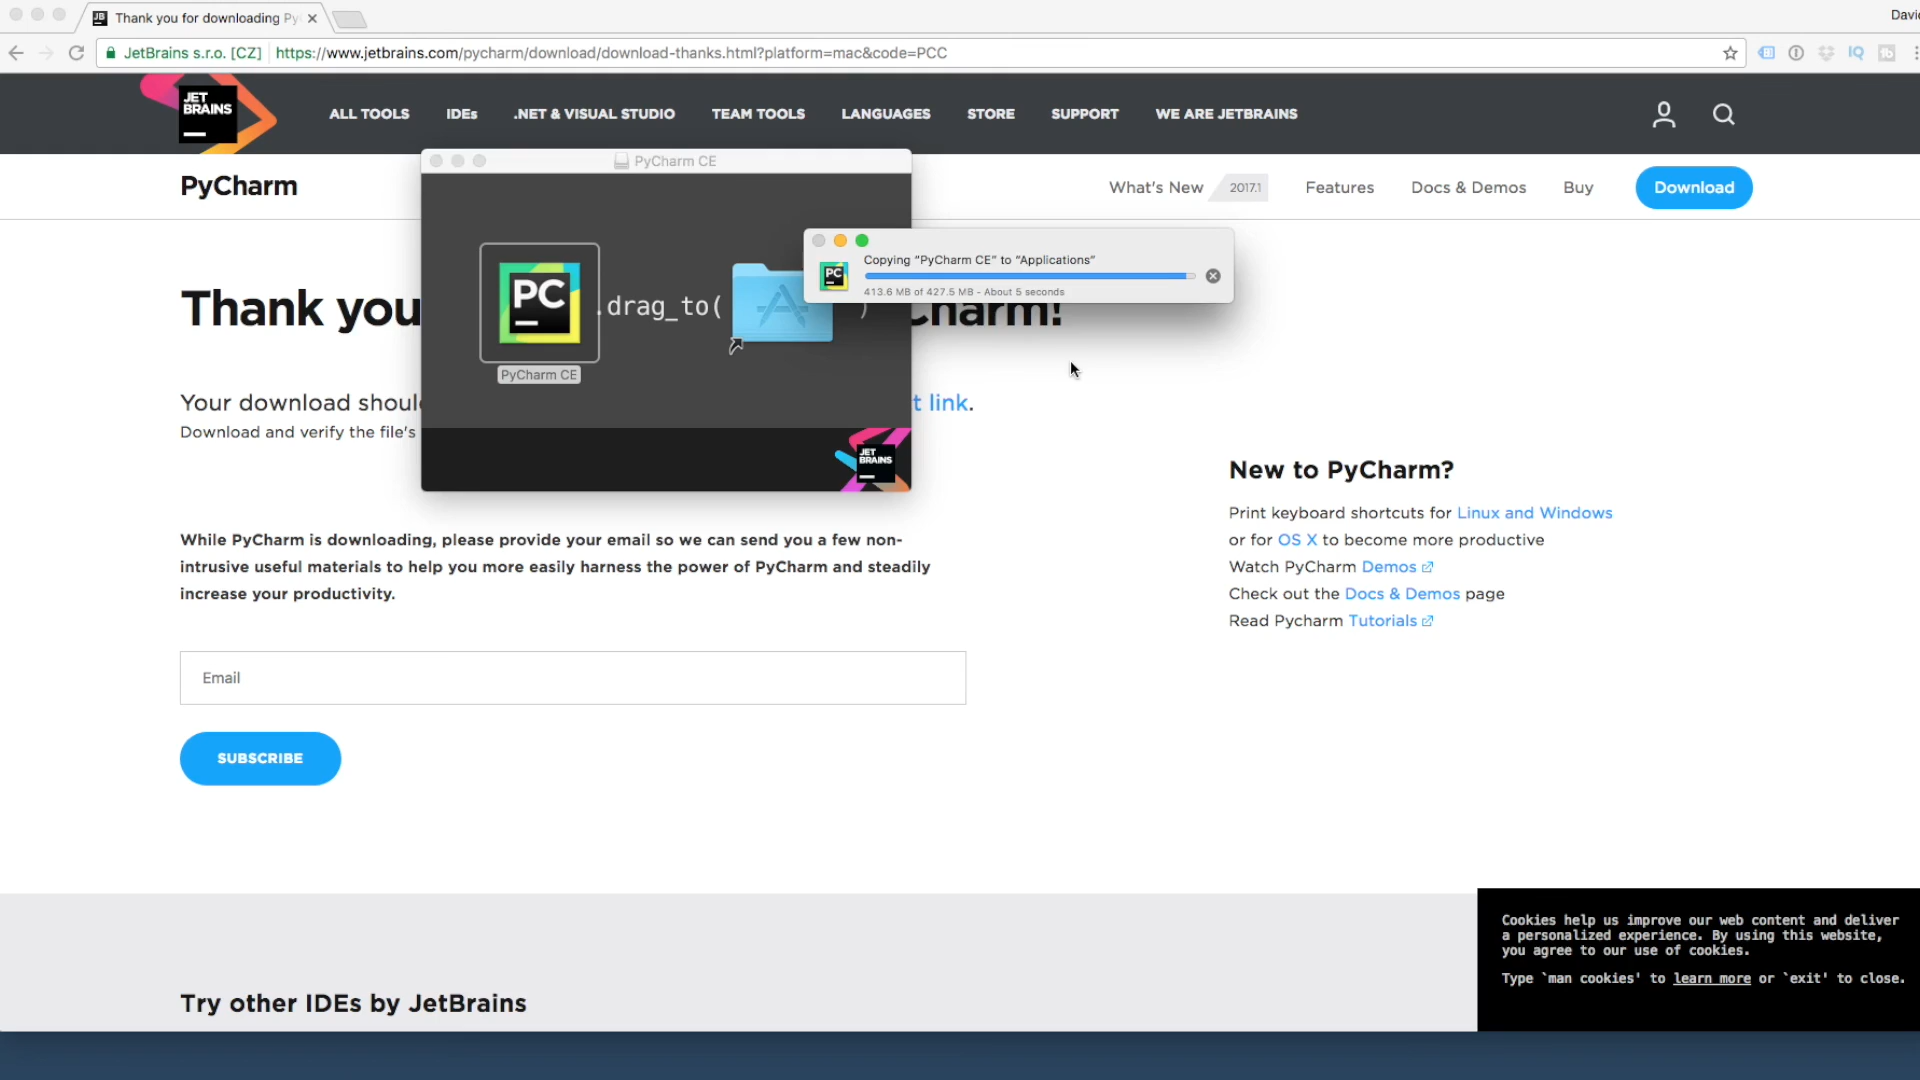 Thank you for downloading Py
Davi
JetBrains s.r.o. [CZ]
https://www.jetbrains.com/pycharm/download/download-thanks.html?platform=mac&code=PCC
JET
BRAINS
ALL TOOLS
IDEs
.NET & VISUAL STUDIO
TEAM TOOLS
LANGUAGES
STORE
SUPPORT
WE ARE JETBRAINS
PyCharm CE
PyCharm
What's New
2017.1
Features
Docs & Demos
Buy
Download
Copying "PyCharm CE" to "Applications"
413.6 MB of 427.5 MB - About 5 seconds
PC
PC
.drag_to( )
PyCharm CE
Thank you charm!
Your download should t link.
Download and verify the file's
JET
BRAINS
New to PyCharm?
Print keyboard shortcuts for Linux and Windows
or for OS X to become more productive
Watch PyCharm Demos
Check out the Docs & Demos page
Read Pycharm Tutorials
While PyCharm is downloading, please provide your email so we can send you a few non-
intrusive useful materials to help you more easily harness the power of PyCharm and steadily
increase your productivity.
Email
SUBSCRIBE
Cookies help us improve our web content and deliver
a personalized experience. By using this website,
you agree to our use of cookies.
Type `man cookies' to learn more or `exit' to close.
Try other IDEs by JetBrains